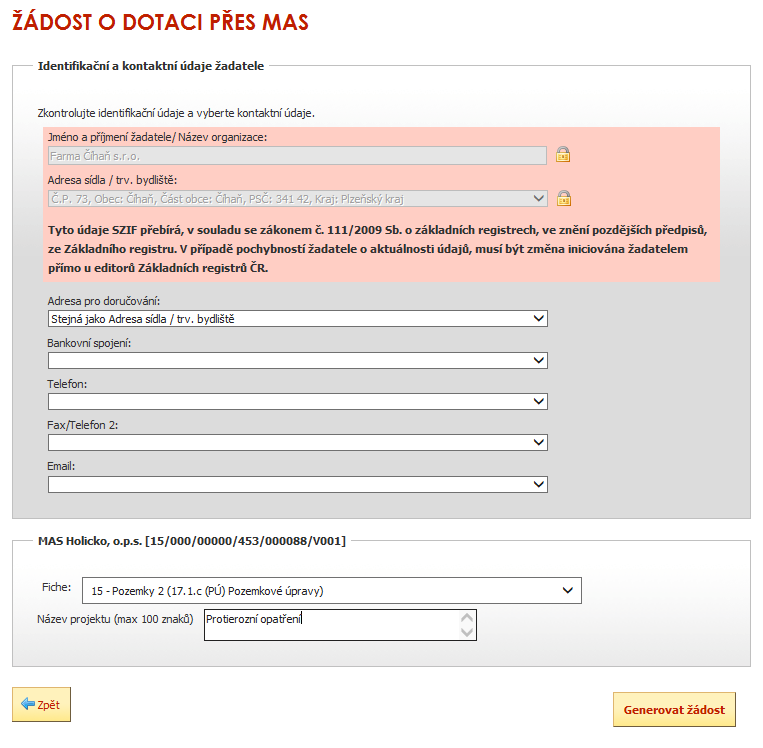 ŽÁDOST O DOTACI PŘES MAS
Identifikační a kontaktní údaje žadatele
Zkontrolujte identifikační údaje a vyberte kontaktní údaje.
Jméno a příjmení žadatele/ Název organizace:
Farma Číhaň s.r.o.
Adresa sídla / trv. bydliště:
Č.P. 73, Obec: Číhaň, Část obce: Číhaň, PSČ: 341 42, Kraj: Plzeňský kraj
Tyto údaje SZIF přebírá, v souladu se zákonem č. 111/2009 Sb. o základních registrech, ve znění pozdějších předpisů,
ze Základního registru. V případě pochybností žadatele o aktuálnosti údajů, musí být změna iniciována žadatelem
přímo u editorů Základních registrů ČR.
Adresa pro doručování:
Stejná jako Adresa sídla / trv. bydliště
Bankovní spojení:
Telefon:
Fax/Telefon 2:
Email:
MAS Holicko, o.p.s. [15/000/00000/453/000088/V001]
Fiche: 15 - Pozemky 2 (17.1.c (PÚ) Pozemkové úpravy)
Název projektu (max 100 znaků) Protierozní opatření
Zpět
Generovat žádost